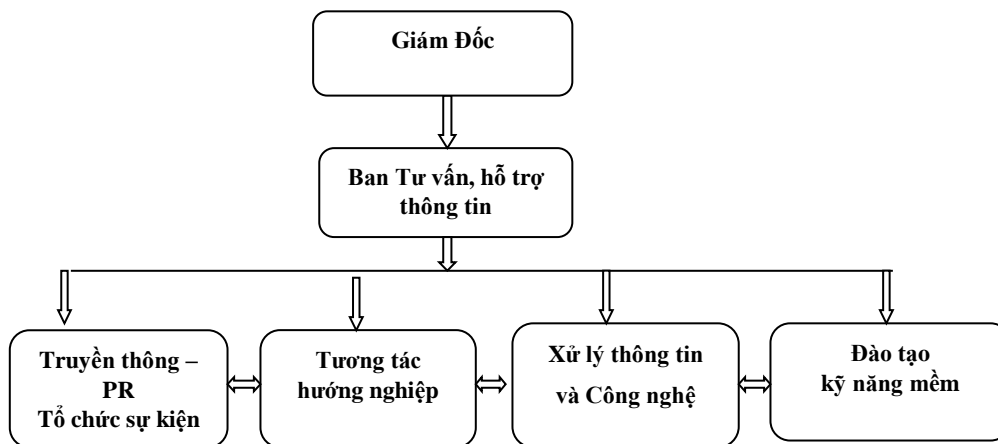 Giám Đốc
Ban Tư vấn, hỗ trợ
thông tin
Truyền thông –
PR
Tổ chức sự kiện
Tương tác
hướng nghiệp
Xử lý thông tin
và Công nghệ
Đào tạo
kỹ năng mềm